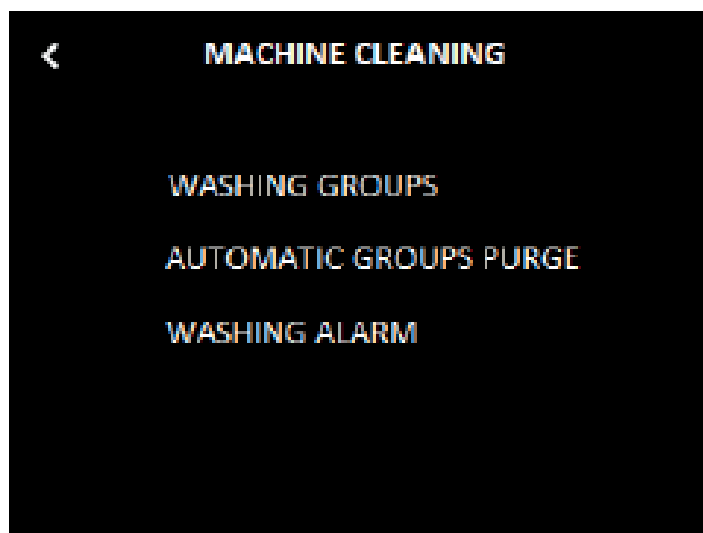 < MACHINE CLEANING
WASHING GROUPS
AUTOMATIC GROUPS PURGE
WASHING ALARM